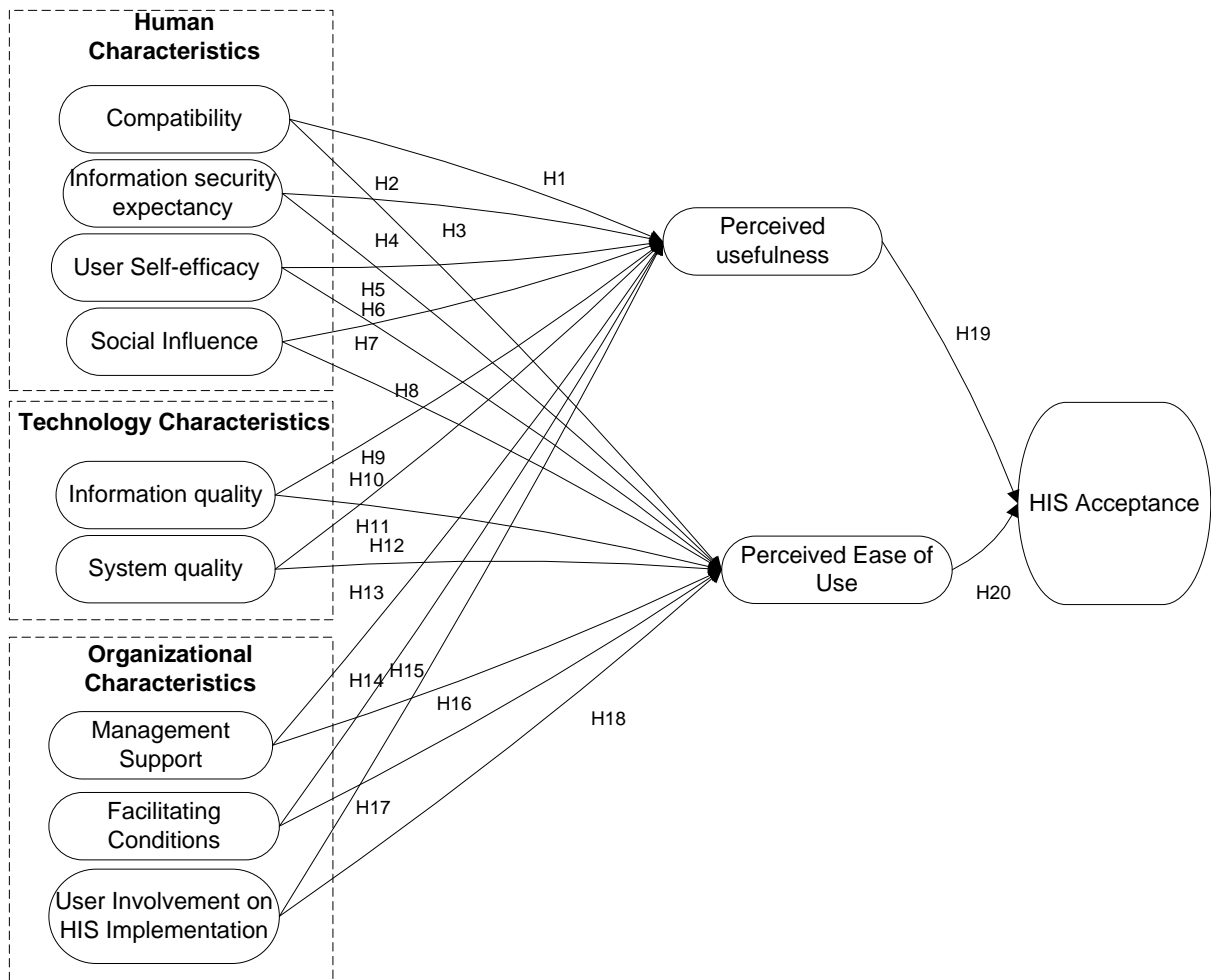 Human
Characteristics
Compatibility
Information security
expectancy
User Self-efficacy
Social Influence
Technology Characteristics
Information quality
System quality
Organizational
Characteristics
Management
Support
Facilitating
Conditions
User Involvement on
HIS Implementation
H1
H2
H3
H4
H5
H6
H7
H8
H9
H10
H11
H12
H13
H14
H15
H16
H17
H18
Perceived
usefulness
Perceived Ease of
Use
H19
H20
HIS Acceptance